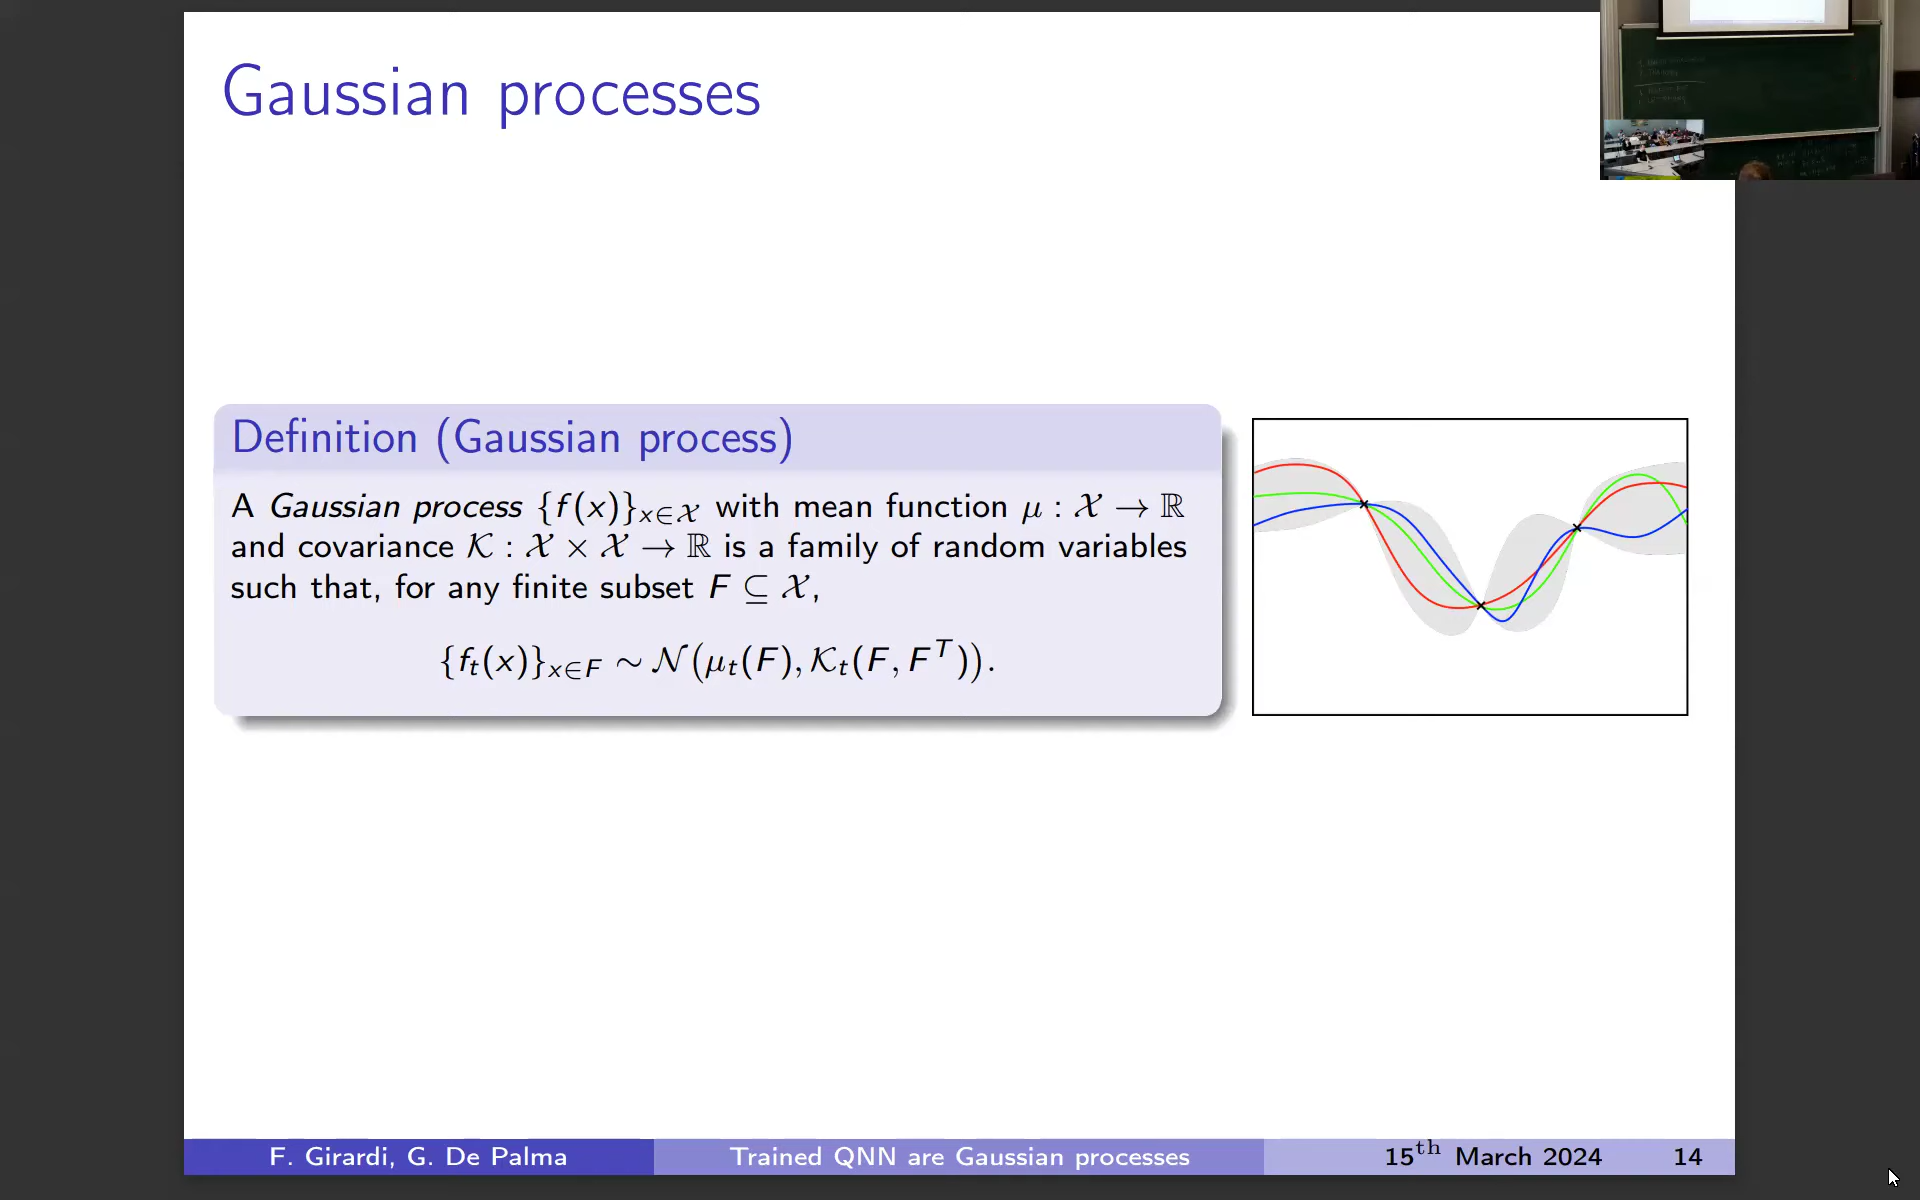 Gaussian processes
Definition (Gaussian process)
A Gaussian process {f(x)}ₓ∈𝒳 with mean function μ : 𝒳 → ℝ
and covariance 𝒦 : 𝒳 × 𝒳 → ℝ is a family of random variables
such that, for any finite subset F ⊆ 𝒳,
{fₜ(x)}ₓ∈F ∼ 𝒩(μₜ(F), 𝒦ₜ(F, Fᵀ)).
F. Girardi, G. De Palma
Trained QNN are Gaussian processes
15ᵗʰ March 2024
14